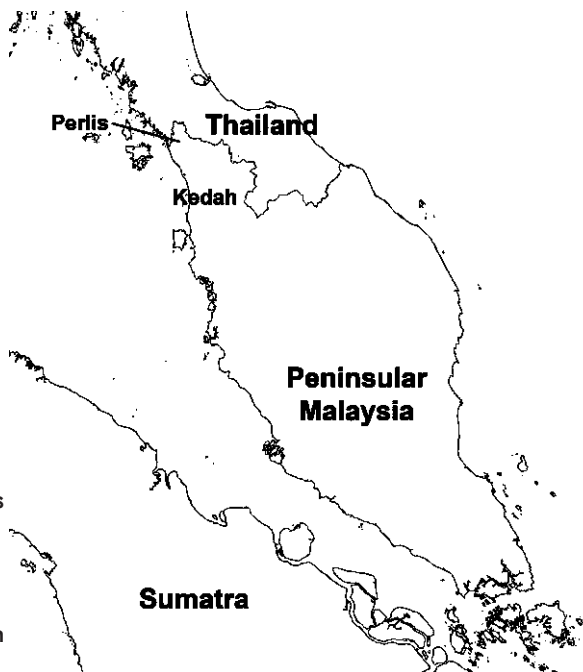 Thailand
Perlis
Kedah
Peninsular
Malaysia
Sumatra
s
n